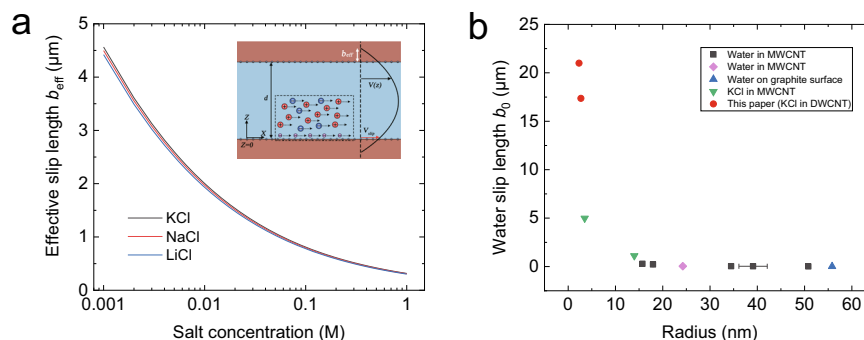 a
Effective slip length b_eff (μm)
5
4
3
2
1
0
0.001
0.01
0.1
1
Salt concentration (M)
KCl
NaCl
LiCl
b_eff
d
V(z)
Z
X
Z=0
V_slip
b
Water slip length b_0 (μm)
25
20
15
10
5
0
0
10
20
30
40
50
60
Radius (nm)
Water in MWCNT
Water in MWCNT
Water on graphite surface
KCl in MWCNT
This paper (KCl in DWCNT)